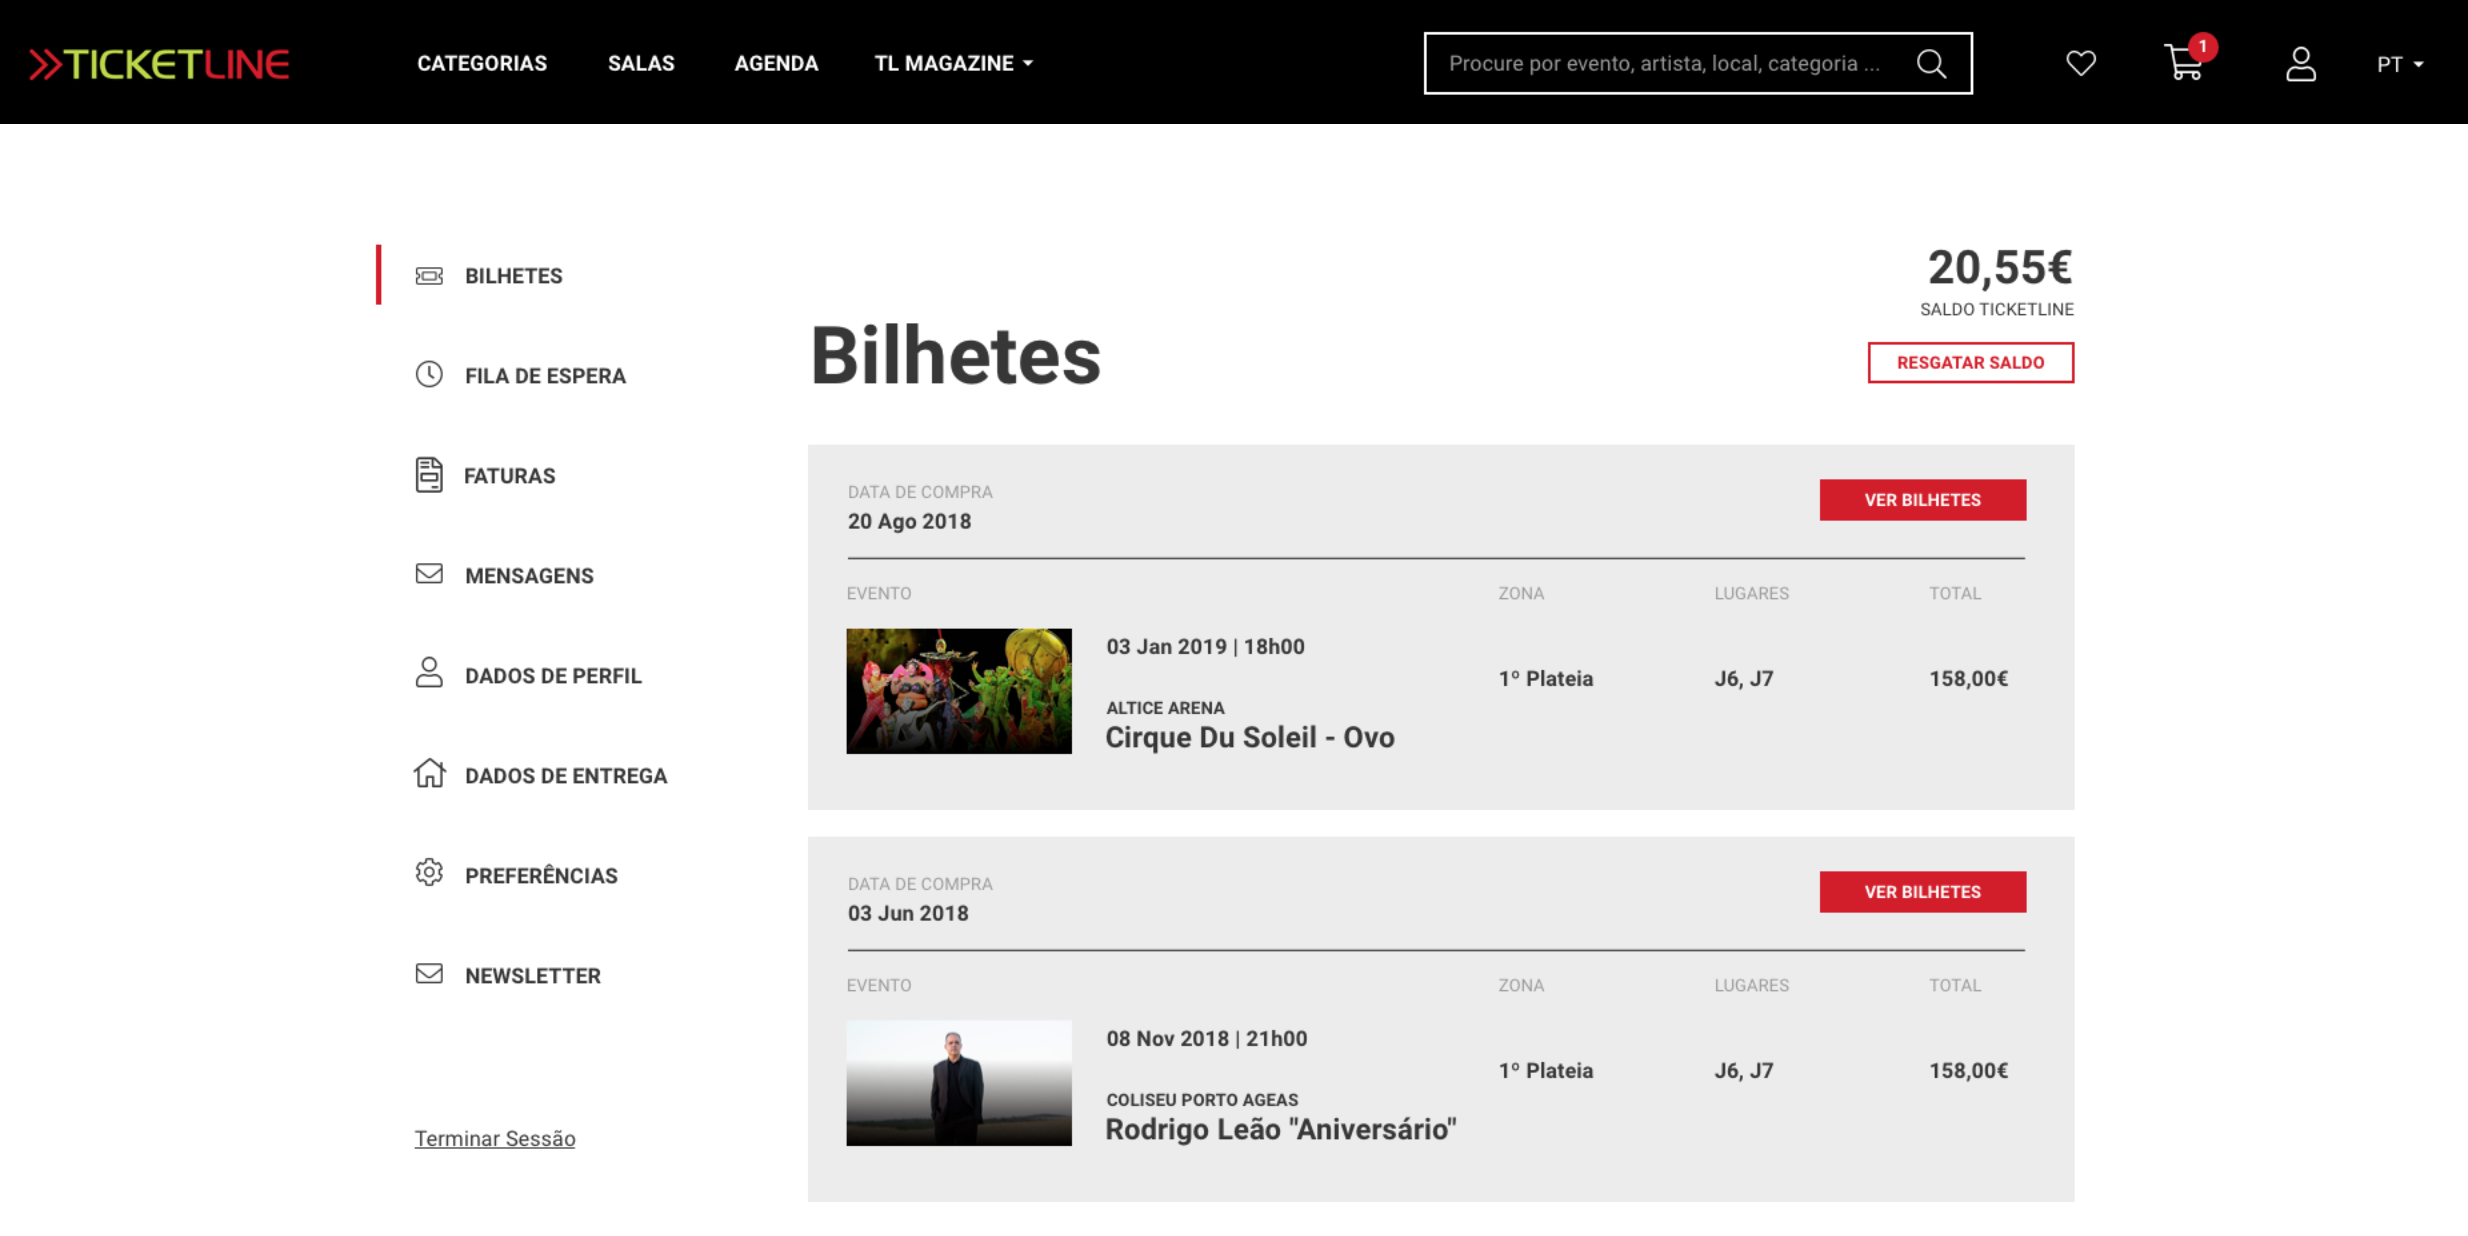 TICKETLINE
CATEGORIAS SALAS AGENDA TL MAGAZINE
Procure por evento, artista, local, categoria ...
1
PT
BILHETES
FILA DE ESPERA
FATURAS
MENSAGENS
DADOS DE PERFIL
DADOS DE ENTREGA
PREFERÊNCIAS
NEWSLETTER
Terminar Sessão
20,55€
SALDO TICKETLINE
RESGATAR SALDO
Bilhetes
DATA DE COMPRA
20 Ago 2018
VER BILHETES
EVENTO ZONA LUGARES TOTAL
03 Jan 2019 | 18h00
1º Plateia J6, J7 158,00€
ALTICE ARENA
Cirque Du Soleil - Ovo
DATA DE COMPRA
03 Jun 2018
VER BILHETES
EVENTO ZONA LUGARES TOTAL
08 Nov 2018 | 21h00
1º Plateia J6, J7 158,00€
COLISEU PORTO AGEAS
Rodrigo Leão "Aniversário"